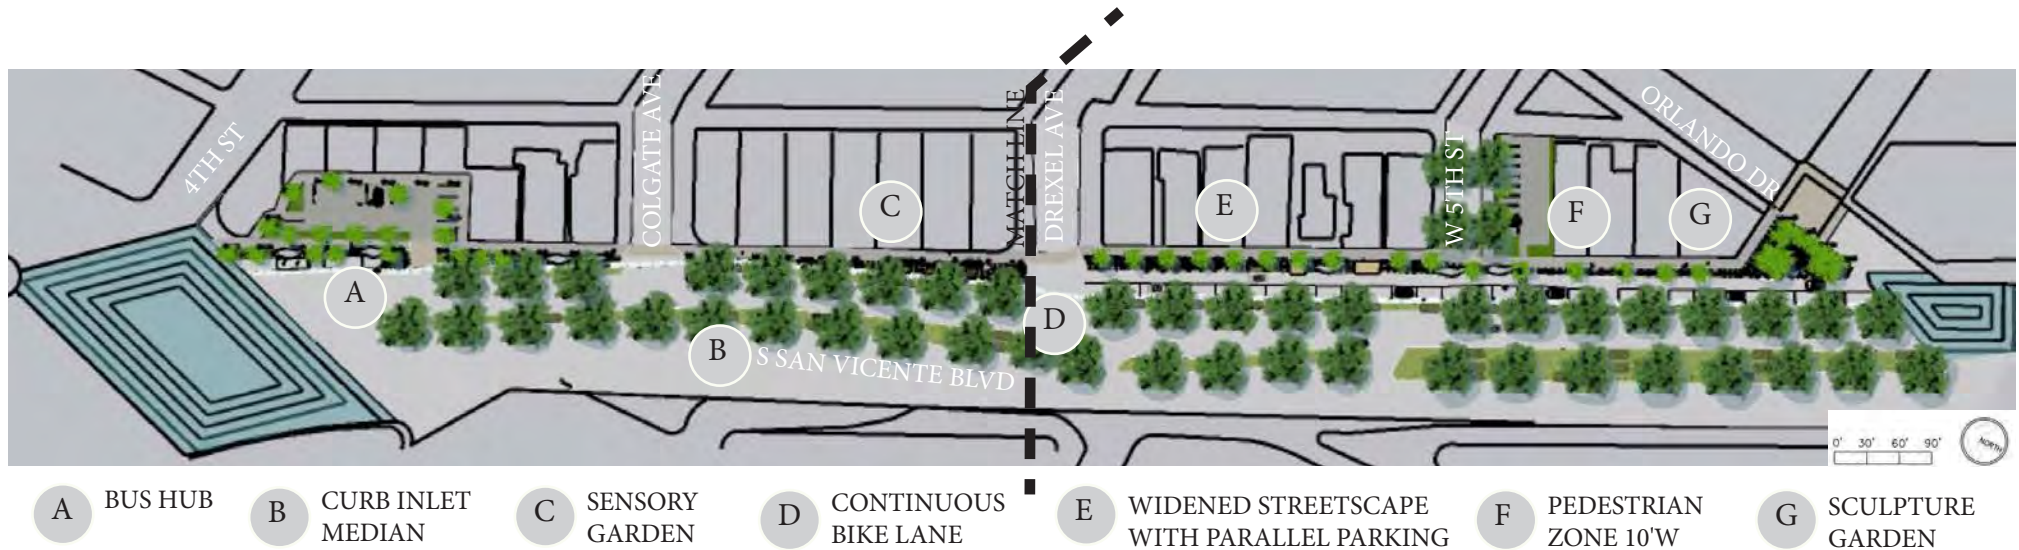 4TH ST
COLGATE AVE
MATCH LINE
DREXEL AVE
W 5TH ST
ORLANDO DR
C
E
F
G
A
B
D
S SAN VICENTE BLVD
0' 30' 60' 90'
NORTH
A BUS HUB
B CURB INLET
MEDIAN
C SENSORY
GARDEN
D CONTINUOUS
BIKE LANE
E WIDENED STREETSCAPE
WITH PARALLEL PARKING
F PEDESTRIAN
ZONE 10'W
G SCULPTURE
GARDEN